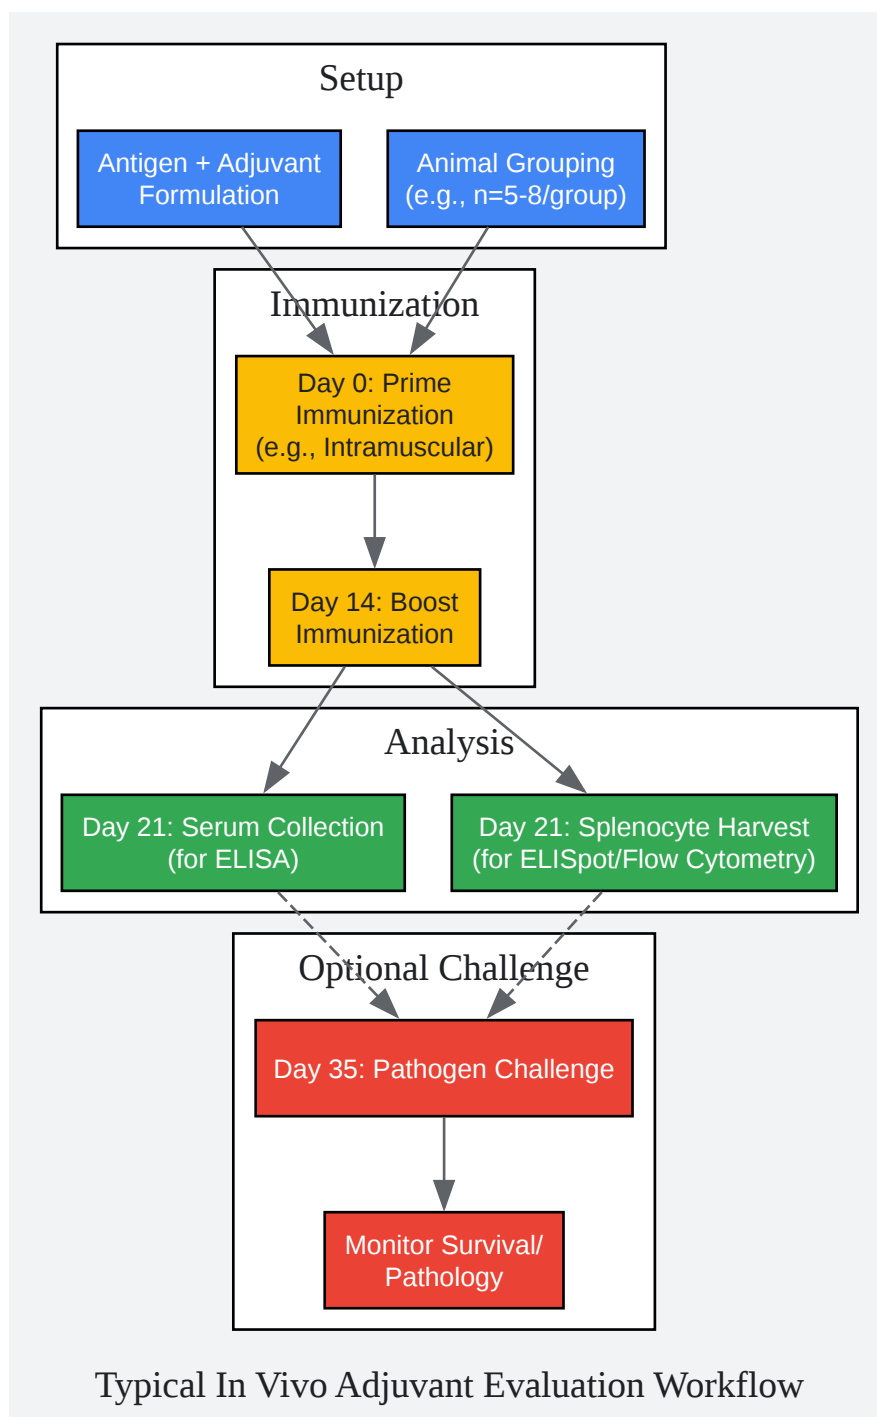 Setup
Antigen + Adjuvant
Formulation
Animal Grouping
(e.g., n=5-8/group)
Immunization
Day 0: Prime
Immunization
(e.g., Intramuscular)
Day 14: Boost
Immunization
Analysis
Day 21: Serum Collection
(for ELISA)
Day 21: Splenocyte Harvest
(for ELISpot/Flow Cytometry)
Optional Challenge
Day 35: Pathogen Challenge
Monitor Survival/
Pathology
Typical In Vivo Adjuvant Evaluation Workflow